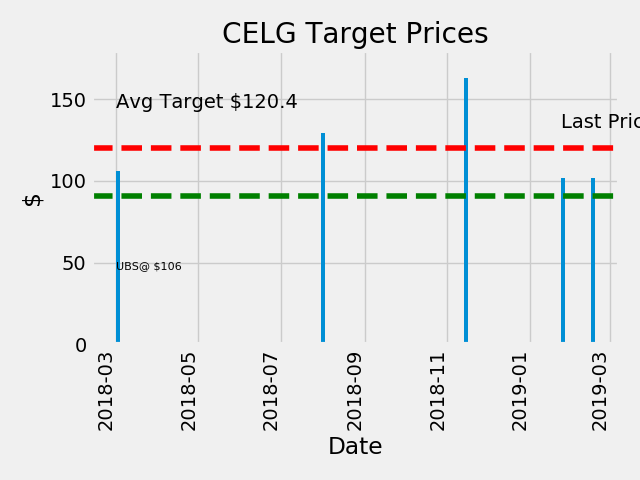 CELG Target Prices
Avg Target $120.4
Last Pric
UBS@ $106
$
150
100
50
0
2018-03
2018-05
2018-07
2018-09
2018-11
2019-01
2019-03
Date